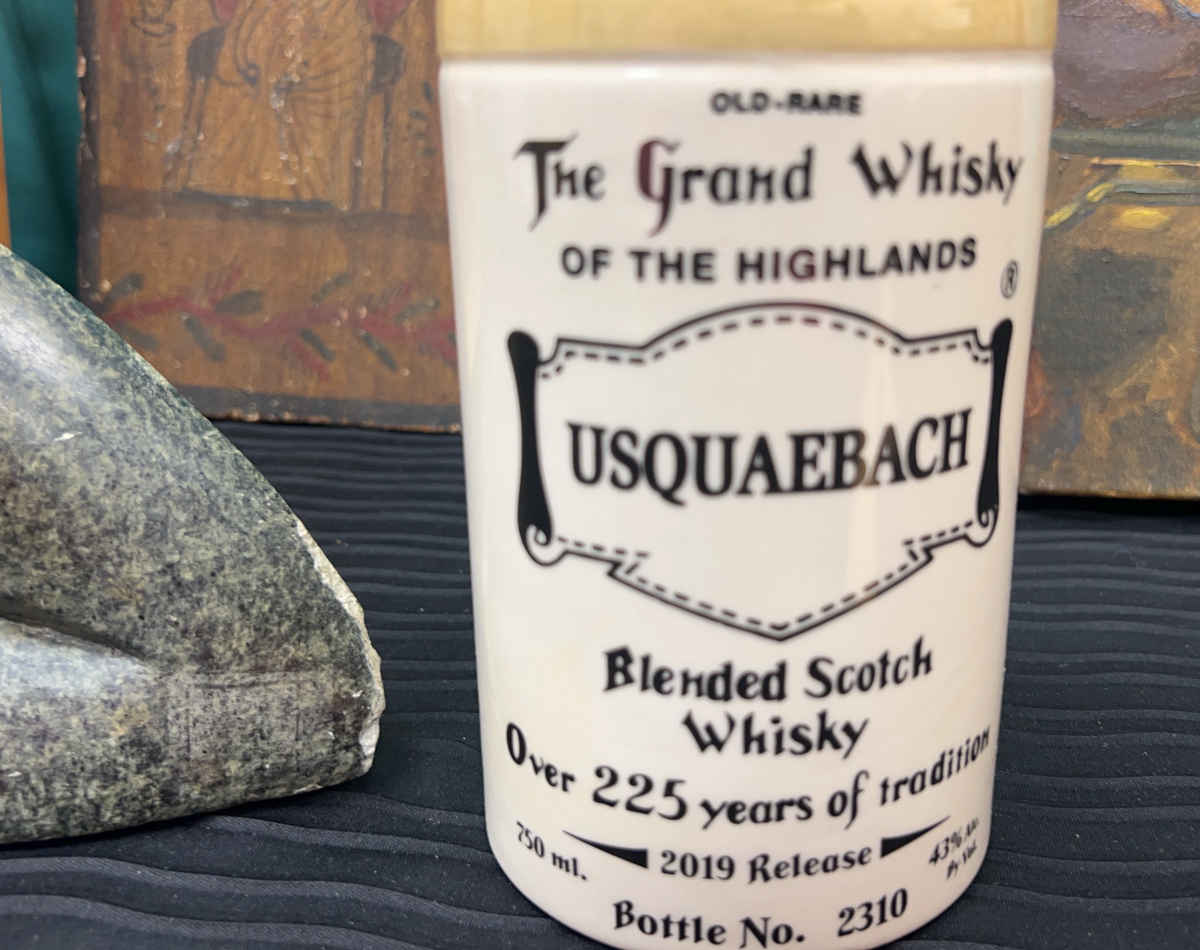 OLD-RARE
The Grand Whisky
OF THE HIGHLANDS
®
USQUAEBACH
Blended Scotch
Whisky
Over 225 years of tradition
750 ml. 2019 Release 43% Alc.
By Vol.
Bottle No. 2310